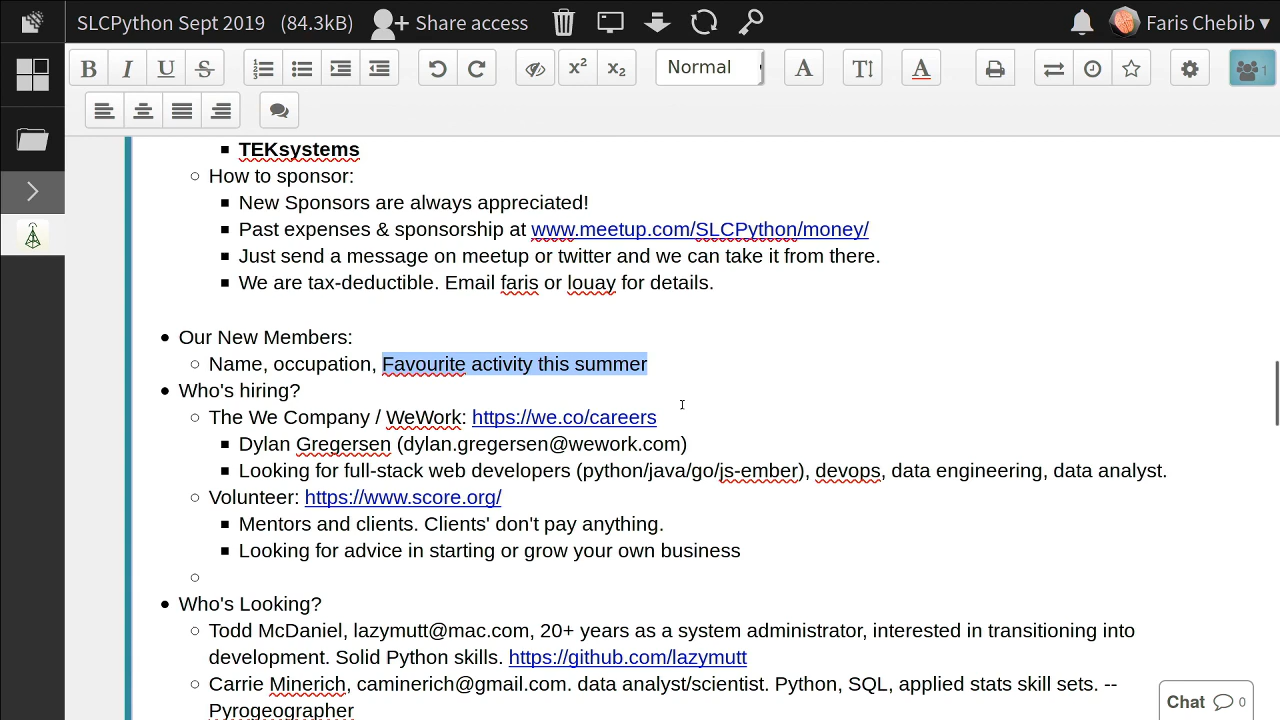 SLCPython Sept 2019 (84.3kB) Share access Faris Chebib ▾
B I U S x² x₂ Normal A T A 1
TEKsystems
How to sponsor:
New Sponsors are always appreciated!
Past expenses & sponsorship at www.meetup.com/SLCPython/money/
Just send a message on meetup or twitter and we can take it from there.
We are tax-deductible. Email faris or louay for details.
Our New Members:
Name, occupation, Favourite activity this summer
Who's hiring?
The We Company / WeWork: https://we.co/careers
Dylan Gregersen (dylan.gregersen@wework.com)
Looking for full-stack web developers (python/java/go/js-ember), devops, data engineering, data analyst.
Volunteer: https://www.score.org/
Mentors and clients. Clients' don't pay anything.
Looking for advice in starting or grow your own business
Who's Looking?
Todd McDaniel, lazymutt@mac.com, 20+ years as a system administrator, interested in transitioning into
development. Solid Python skills. https://github.com/lazymutt
Carrie Minerich, caminerich@gmail.com. data analyst/scientist. Python, SQL, applied stats skill sets. --
Pyrogeographer
Chat 0